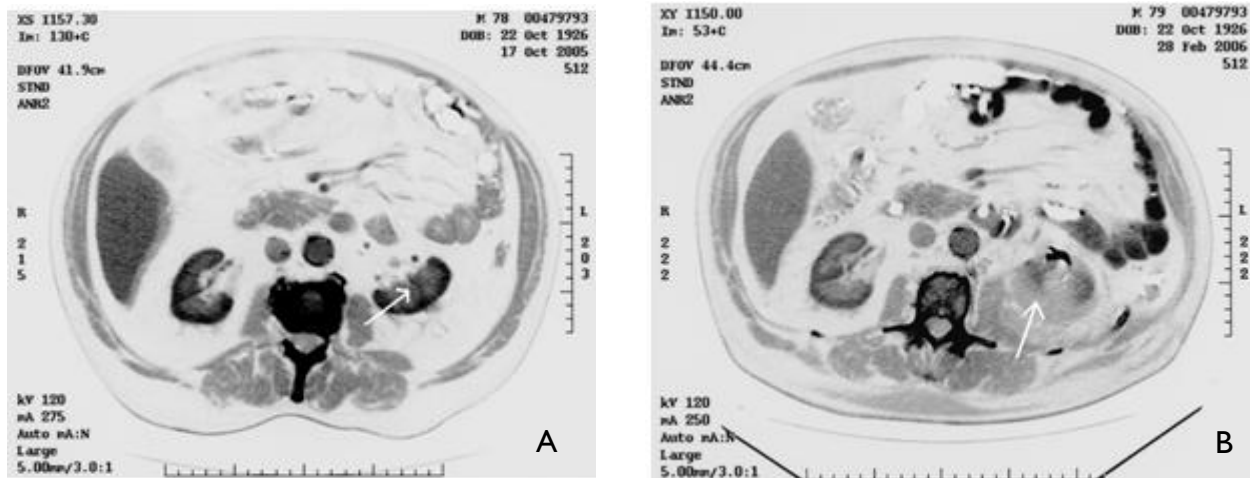 XS I157.30
Im: 130+C
DFOV 41.9cm
STND
ANR2
M 78 00479793
DOB: 22 Oct 1926
17 Oct 2005
512
R
2
1
5
L
2
0
3
kV 120
mA 275
Auto mA:N
Large
5.00mm/3.0:1
A
XY I150.00
Im: 53+C
DFOV 44.4cm
STND
ANR2
M 79 00479793
DOB: 22 Oct 1926
28 Feb 2006
512
R
2
2
2
L
2
2
2
kV 120
mA 250
Auto mA:N
Large
5.00mm/3.0:1
B